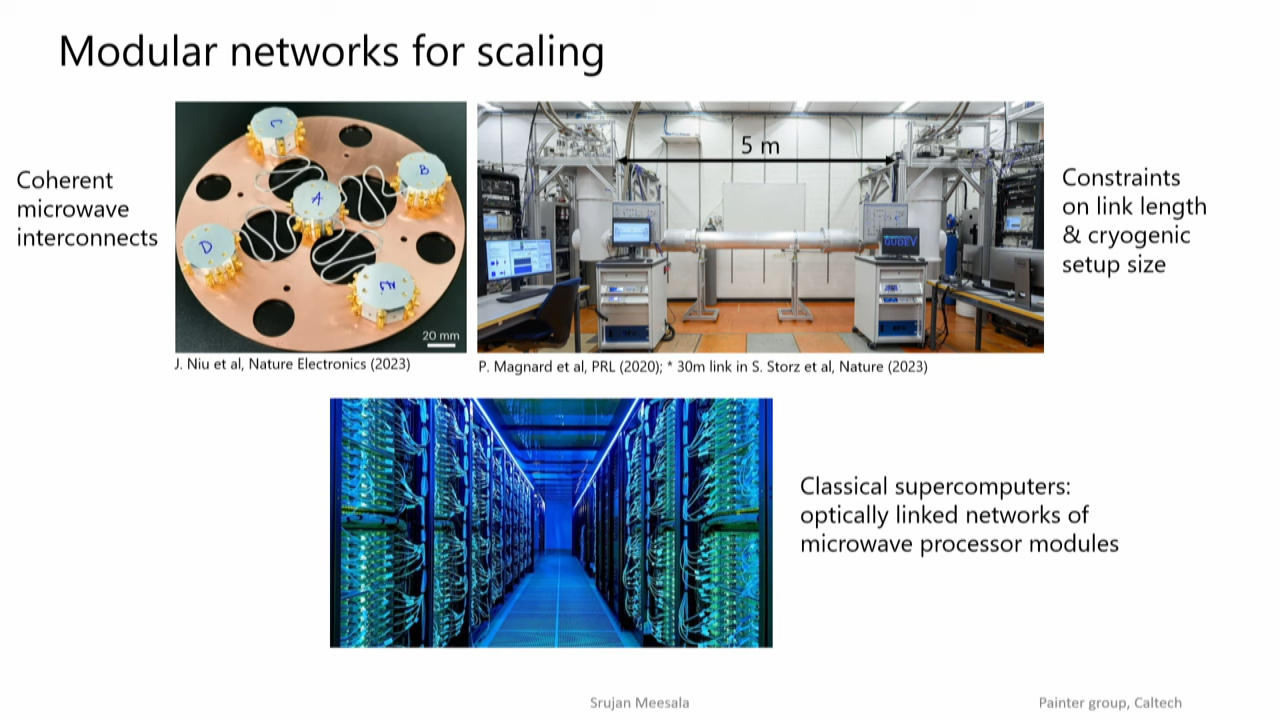 Modular networks for scaling
Coherent
microwave
interconnects
C
B
A
D
20 mm
5 m
QUDEV
Constraints
on link length
& cryogenic
setup size
J. Niu et al, Nature Electronics (2023)
P. Magnard et al, PRL (2020); * 30m link in S. Storz et al, Nature (2023)
Classical supercomputers:
optically linked networks of
microwave processor modules
Srujan Meesala
Painter group, Caltech